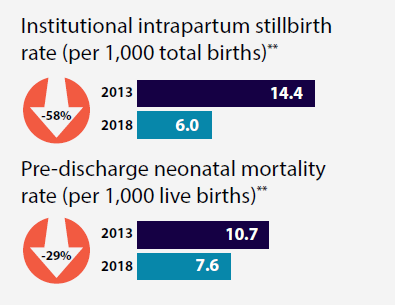 Institutional intrapartum stillbirth
rate (per 1,000 total births)**
-58%
2013 14.4
2018 6.0
Pre-discharge neonatal mortality
rate (per 1,000 live births)**
-29%
2013 10.7
2018 7.6